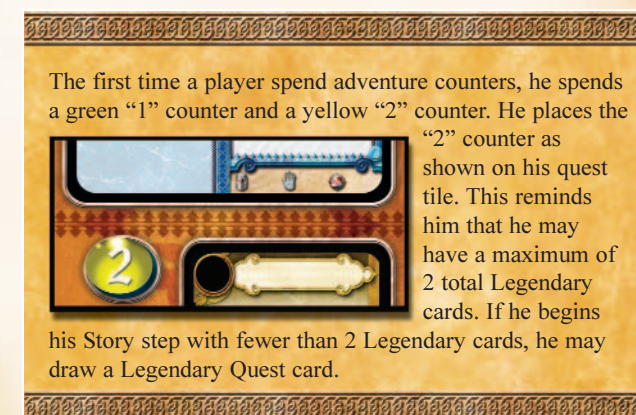 The first time a player spend adventure counters, he spends
a green “1” counter and a yellow “2” counter. He places the
“2” counter as
shown on his quest
tile. This reminds
him that he may
have a maximum of
2 total Legendary
cards. If he begins
his Story step with fewer than 2 Legendary cards, he may
draw a Legendary Quest card.
2